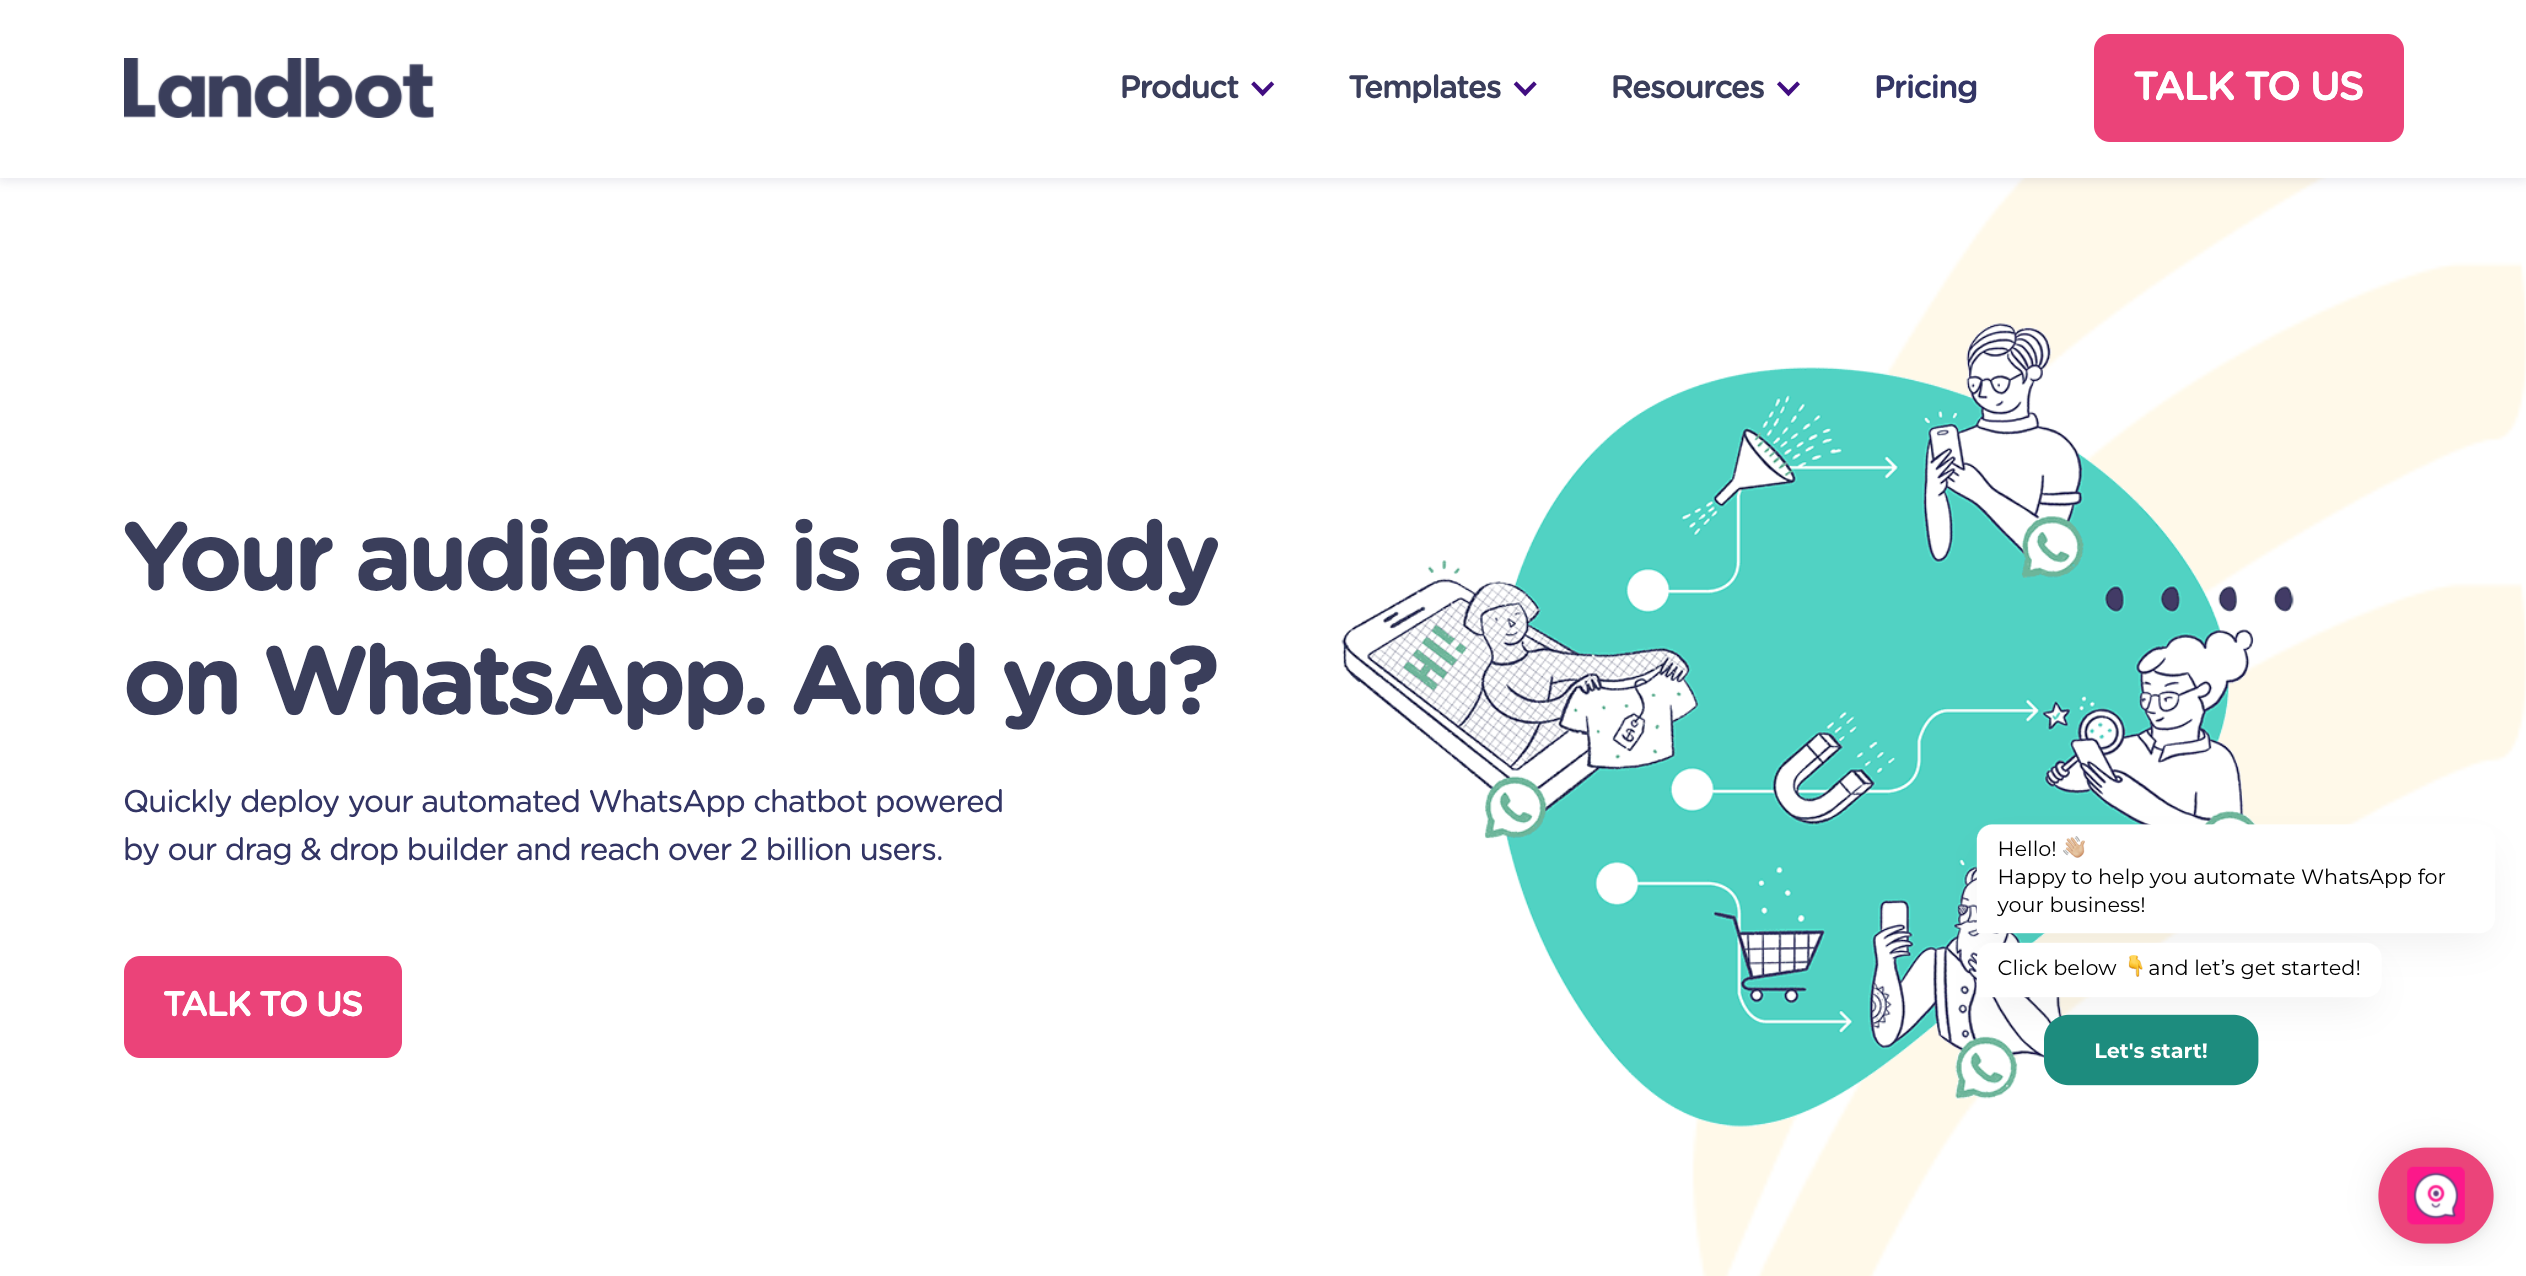 Landbot
Product
Templates
Resources
Pricing
TALK TO US
Your audience is already
on WhatsApp. And you?
Quickly deploy your automated WhatsApp chatbot powered
by our drag & drop builder and reach over 2 billion users.
TALK TO US
HI!
Hello! 👋🏼
Happy to help you automate WhatsApp for
your business!
Click below 👇and let’s get started!
Let's start!